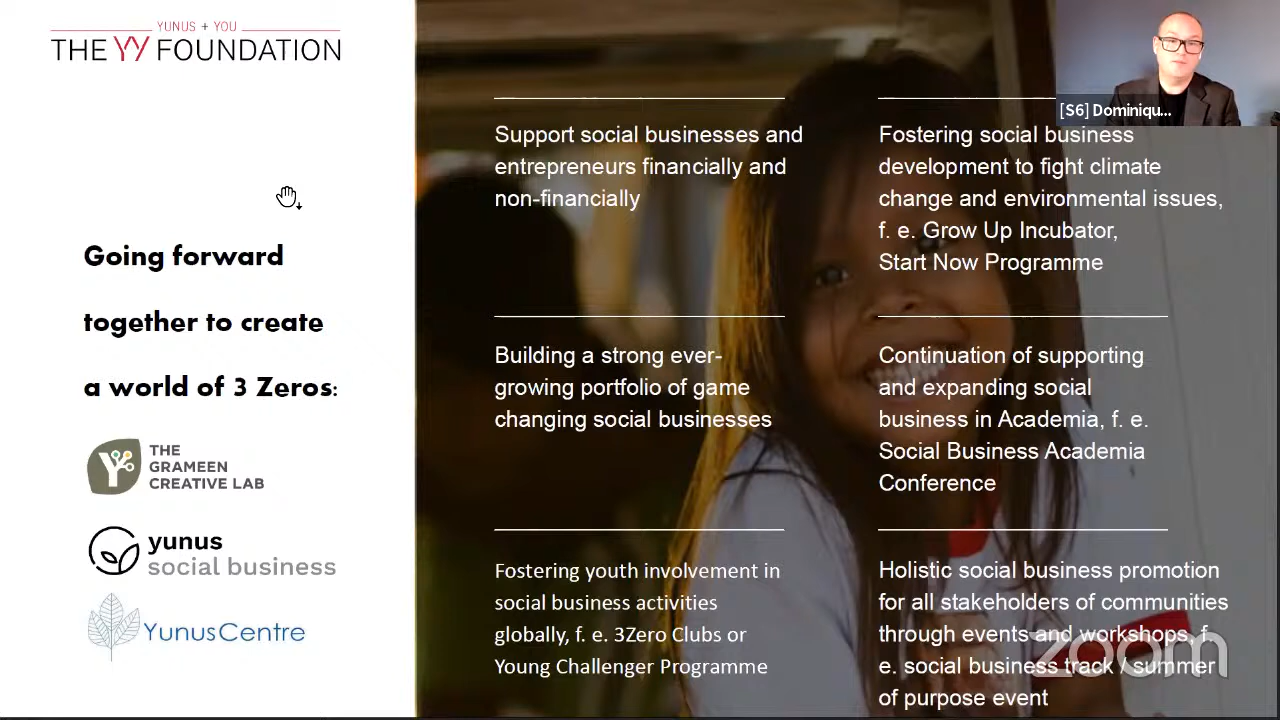 YUNUS + YOU
THE YY FOUNDATION
Going forward
together to create
a world of 3 Zeros:
THE
GRAMEEN
CREATIVE LAB
yunus
social business
YunusCentre
Support social businesses and
entrepreneurs financially and
non-financially
Building a strong ever-
growing portfolio of game
changing social businesses
Fostering youth involvement in
social business activities
globally, f. e. 3Zero Clubs or
Young Challenger Programme
[S6] Dominiqu...
Fostering social business
development to fight climate
change and environmental issues,
f. e. Grow Up Incubator,
Start Now Programme
Continuation of supporting
and expanding social
business in Academia, f. e.
Social Business Academia
Conference
Holistic social business promotion
for all stakeholders of communities
through events and workshops, f.
e. social business track / summer
of purpose event
zoom